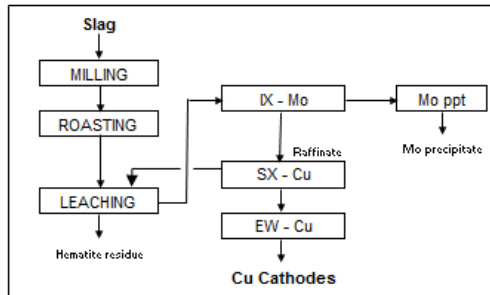 Slag
MILLING
IX - Mo
Mo ppt
ROASTING
Mo precipitate
Raffinate
SX - Cu
LEACHING
EW - Cu
Hematite residue
Cu Cathodes